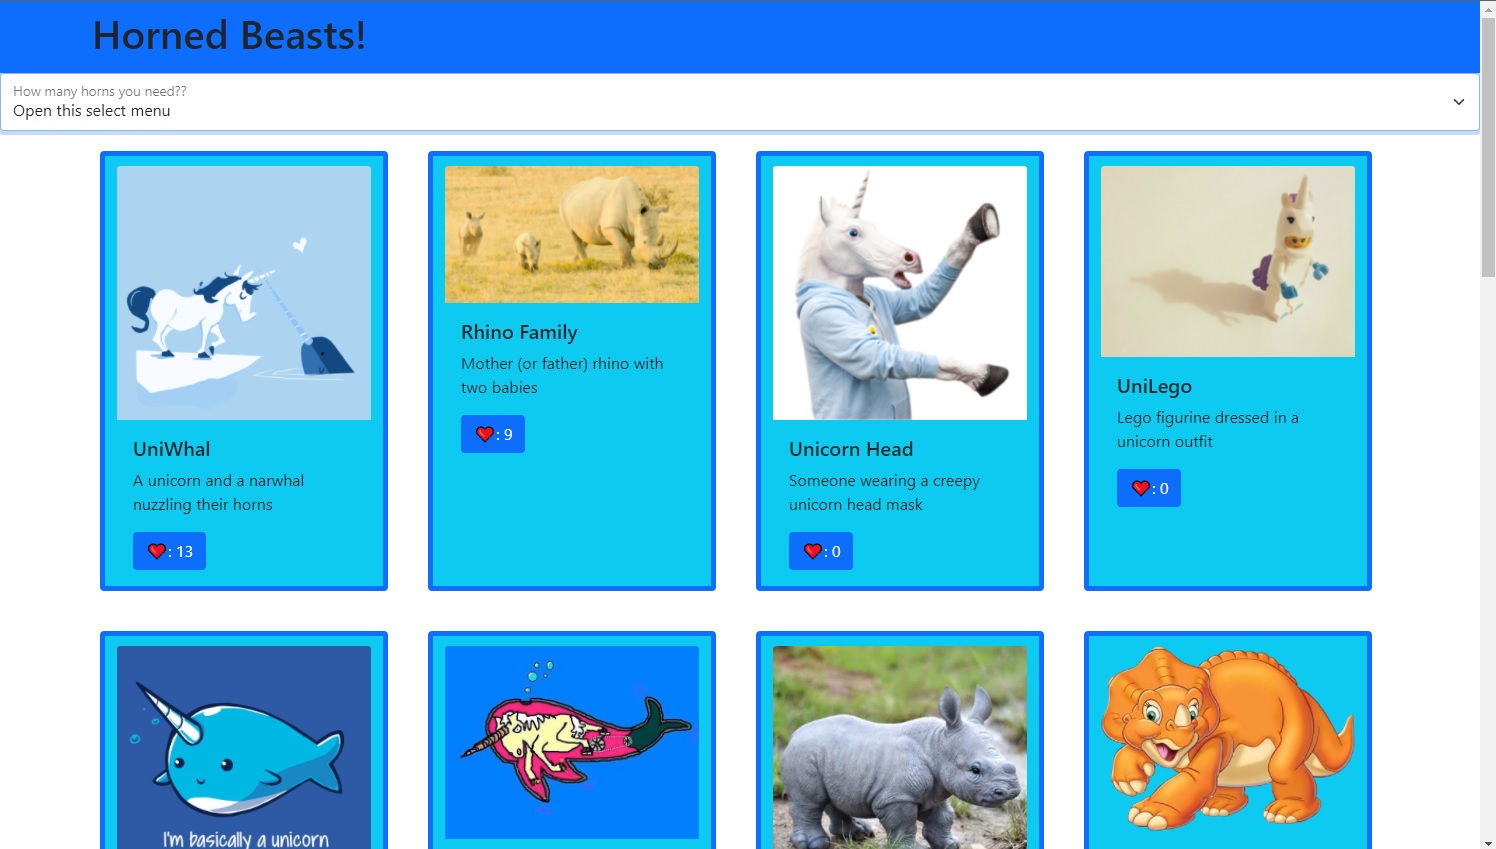 Horned Beasts!
How many horns you need??
Open this select menu
UniWhal
A unicorn and a narwhal
nuzzling their horns
: 13
Rhino Family
Mother (or father) rhino with
two babies
: 9
Unicorn Head
Someone wearing a creepy
unicorn head mask
: 0
UniLego
Lego figurine dressed in a
unicorn outfit
: 0
I'm basically a unicorn